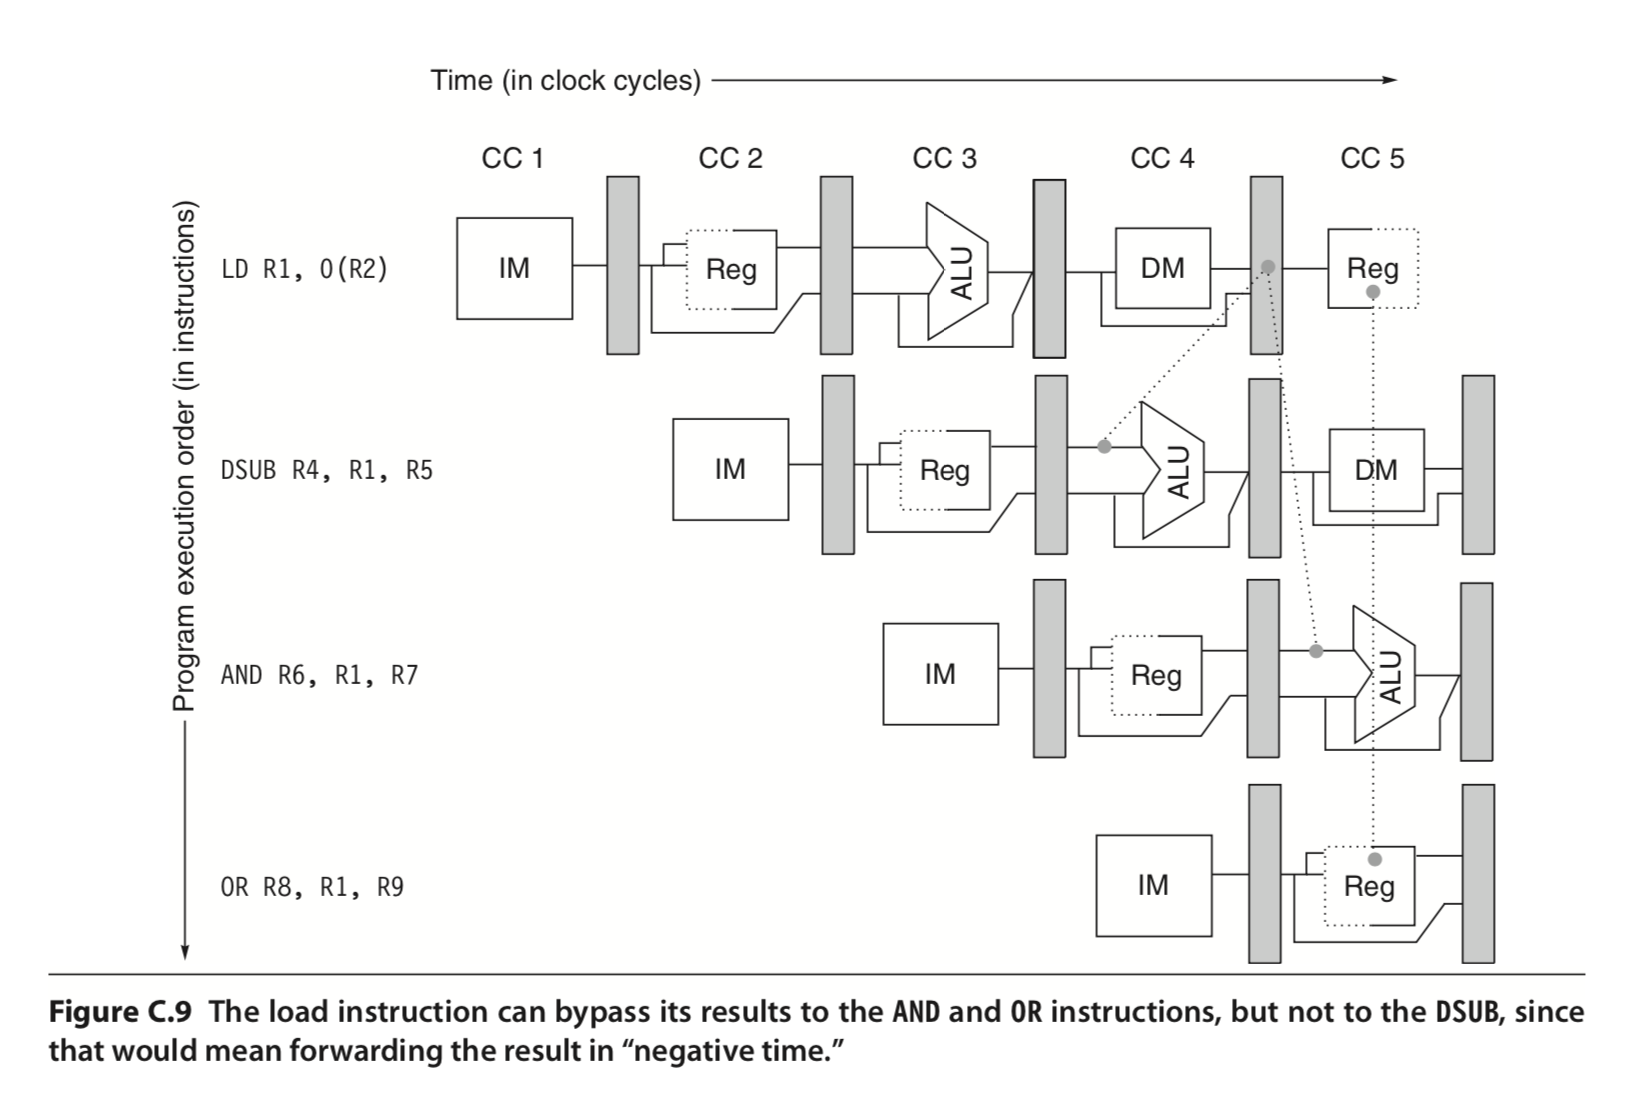 Time (in clock cycles)
CC 1 CC 2 CC 3 CC 4 CC 5
Program execution order (in instructions)
LD R1, 0(R2) IM Reg ALU DM Reg
DSUB R4, R1, R5 IM Reg ALU DM
AND R6, R1, R7 IM Reg ALU
OR R8, R1, R9 IM Reg
Figure C.9 The load instruction can bypass its results to the AND and OR instructions, but not to the DSUB, since
that would mean forwarding the result in “negative time.”